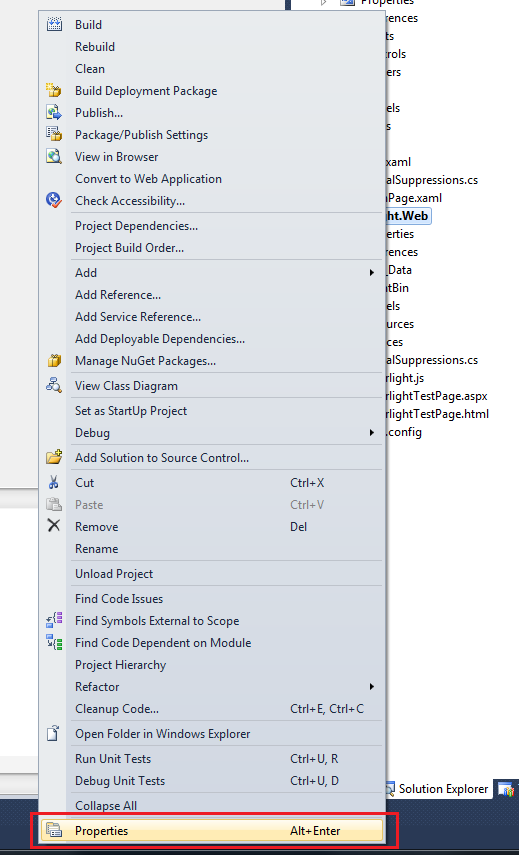 Build
Rebuild
Clean
Build Deployment Package
Publish...
Package/Publish Settings
View in Browser
Convert to Web Application
Check Accessibility...
Project Dependencies...
Project Build Order...
Add
Add Reference...
Add Service Reference...
Add Deployable Dependencies...
Manage NuGet Packages...
View Class Diagram
Set as StartUp Project
Debug
Add Solution to Source Control...
Cut Ctrl+X
Paste Ctrl+V
Remove Del
Rename
Unload Project
Find Code Issues
Find Symbols External to Scope
Find Code Dependent on Module
Project Hierarchy
Refactor
Cleanup Code... Ctrl+E, Ctrl+C
Open Folder in Windows Explorer
Run Unit Tests Ctrl+U, R
Debug Unit Tests Ctrl+U, D
Collapse All
Properties Alt+Enter
Properties
rences
ts
rols
ers
els
s
.xaml
alSuppressions.cs
Page.xaml
ht.Web
erties
rences
_Data
tBin
els
ources
ces
alSuppressions.cs
rlight.js
rlightTestPage.aspx
rlightTestPage.html
.config
Solution Explorer